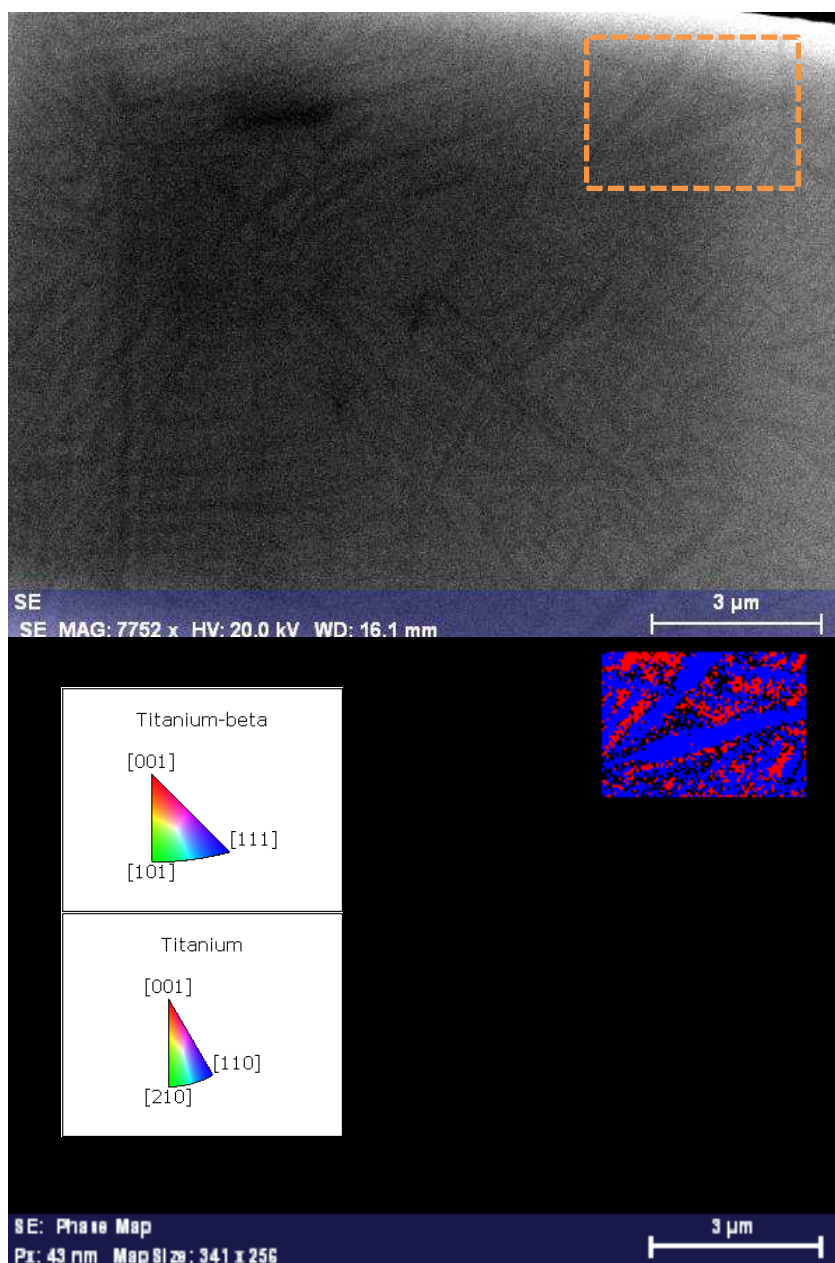 SE
3 µm
SE MAG: 7752 x HV: 20.0 kV WD: 16.1 mm
Titanium-beta
[001]
[111]
[101]
Titanium
[001]
[110]
[210]
SE: Phase Map
3 µm
Px: 43 nm Map Size: 341 x 256